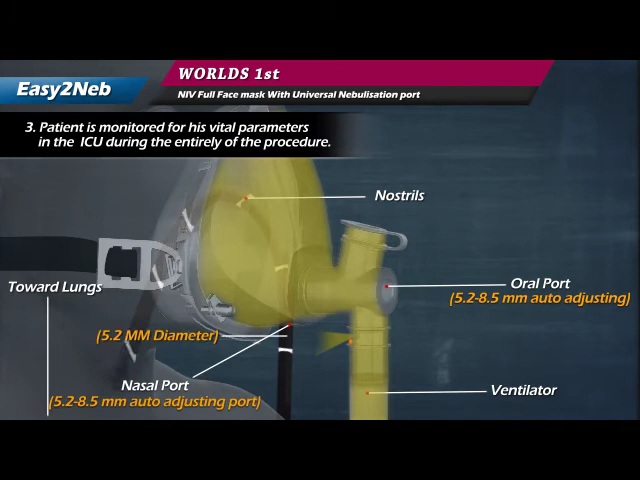 WORLDS 1st
Easy2Neb
NIV Full Face mask With Universal Nebulisation port
3. Patient is monitored for his vital parameters
in the ICU during the entirely of the procedure.
Nostrils
Toward Lungs
Oral Port
(5.2-8.5 mm auto adjusting)
(5.2 MM Diameter)
Nasal Port
(5.2-8.5 mm auto adjusting port)
Ventilator